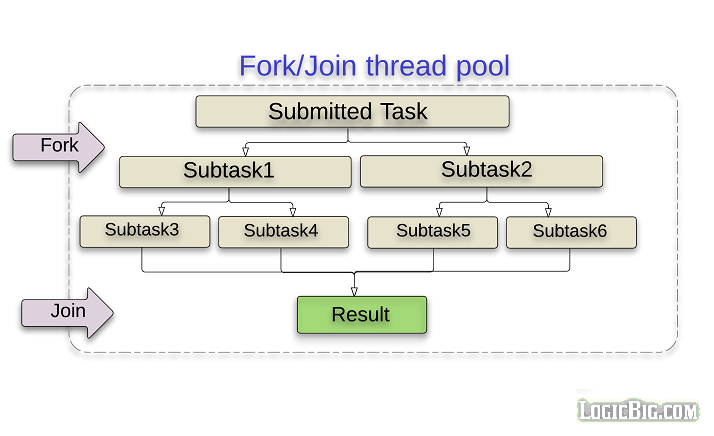 Fork/Join thread pool
Submitted Task
Fork
Subtask1
Subtask2
Subtask3
Subtask4
Subtask5
Subtask6
Join
Result
LogicBig.com